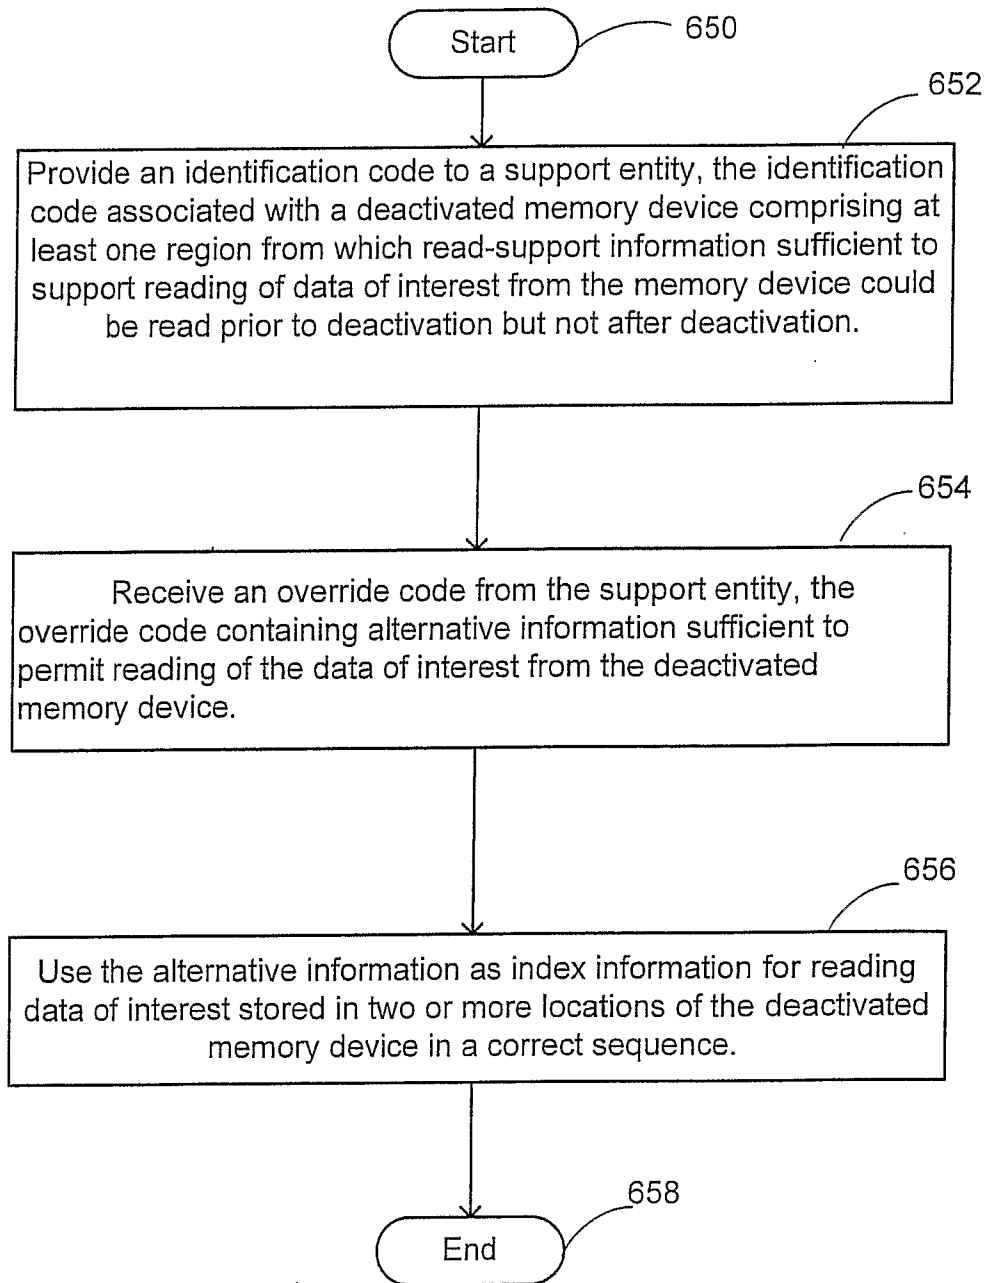 Start
650
652
Provide an identification code to a support entity, the identification
code associated with a deactivated memory device comprising at
least one region from which read-support information sufficient to
support reading of data of interest from the memory device could
be read prior to deactivation but not after deactivation.
654
Receive an override code from the support entity, the
override code containing alternative information sufficient to
permit reading of the data of interest from the deactivated
memory device.
656
Use the alternative information as index information for reading
data of interest stored in two or more locations of the deactivated
memory device in a correct sequence.
658
End